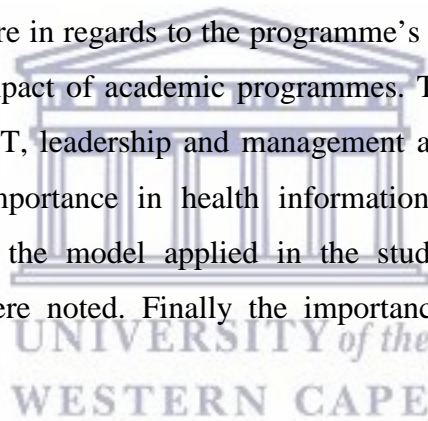 re in regards to the programme's
pact of academic programmes. T
T, leadership and management a
mportance in health information
the model applied in the stud
ere noted. Finally the importanc
UNIVERSITY of the
WESTERN CAPE